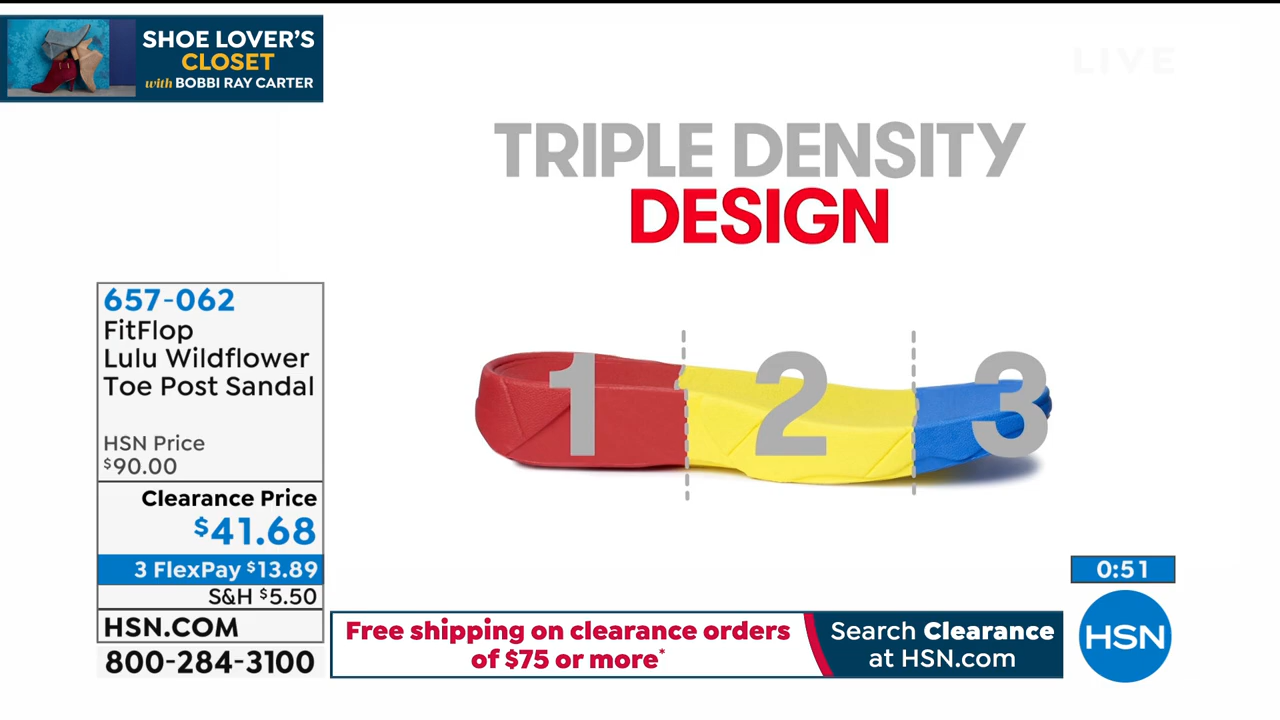 SHOE LOVER'S
CLOSET
with BOBBI RAY CARTER
LIVE
TRIPLE DENSITY
DESIGN
1 2 3
657-062
FitFlop
Lulu Wildflower
Toe Post Sandal
HSN Price
$90.00
Clearance Price
$41.68
3 FlexPay $13.89
S&H $5.50
HSN.COM
800-284-3100
Free shipping on clearance orders
of $75 or more*
Search Clearance
at HSN.com
0:51
HSN